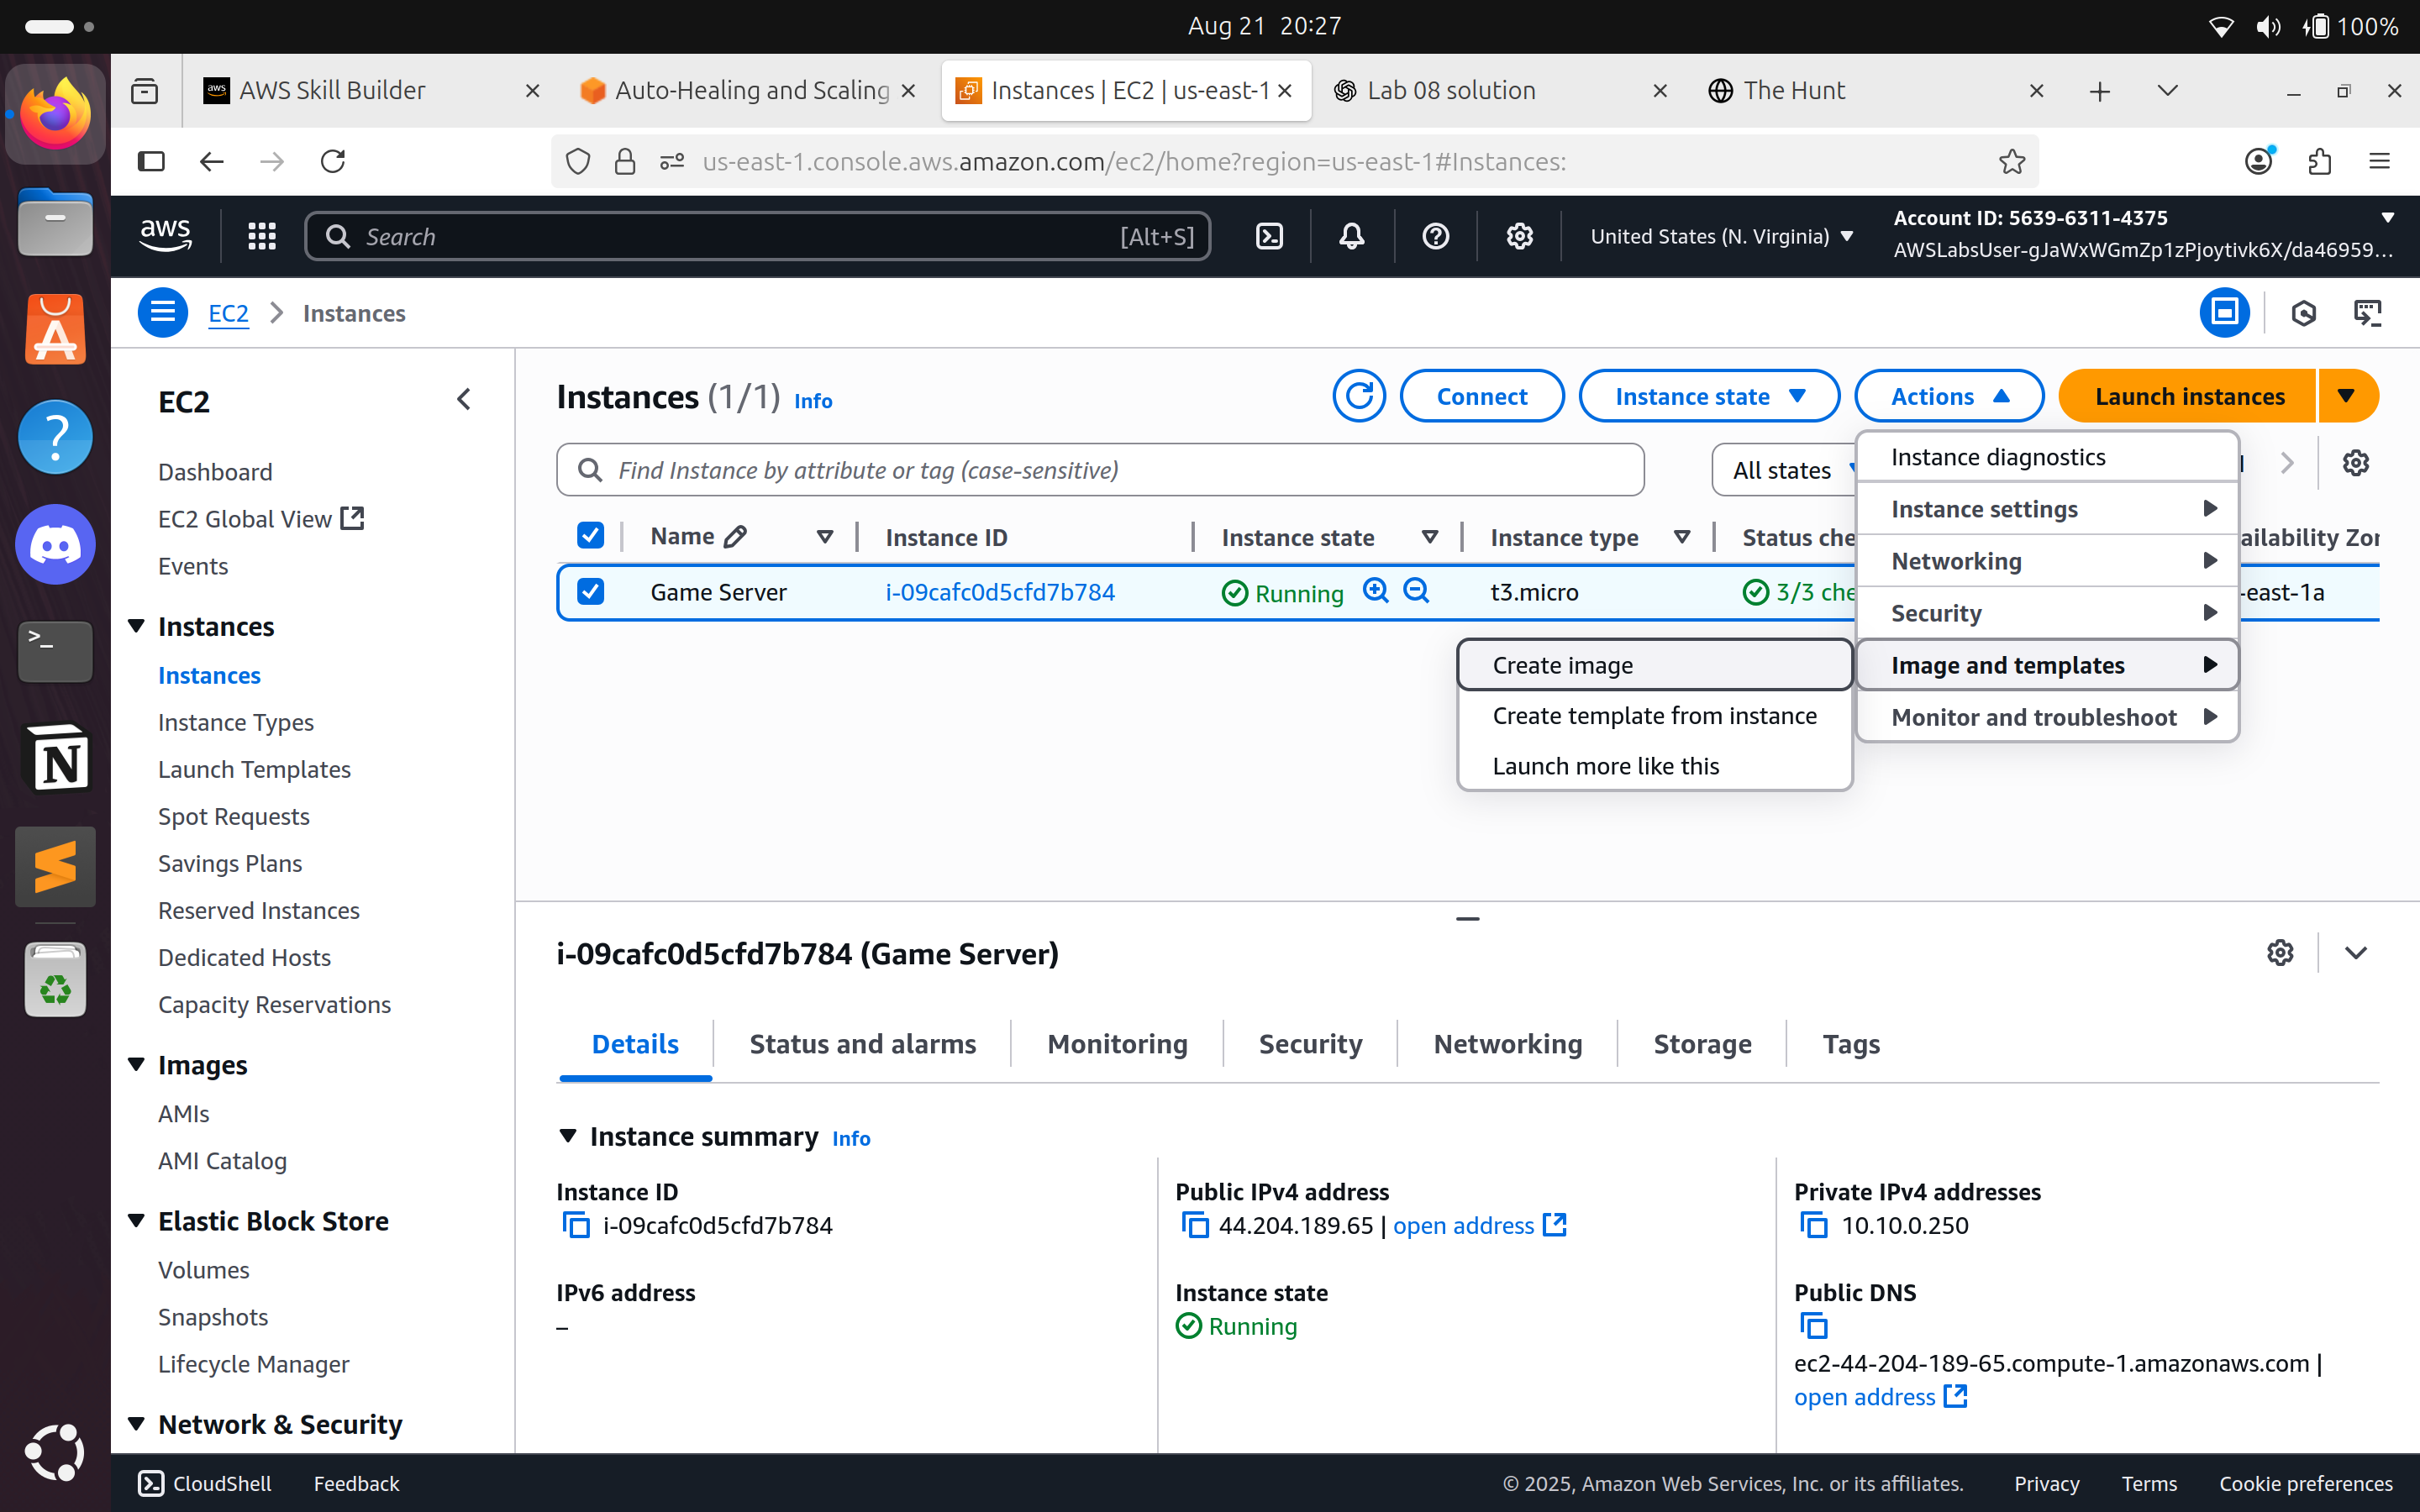 Aug 21 20:27
100%
AWS Skill Builder
Auto-Healing and Scaling
Instances | EC2 | us-east-1
Lab 08 solution
The Hunt
us-east-1.console.aws.amazon.com/ec2/home?region=us-east-1#Instances:
aws
Search
[Alt+S]
United States (N. Virginia)
Account ID: 5639-6311-4375
AWSLabsUser-gJaWxWGmZp1zPjoytivk6X/da46959...
EC2
Instances
EC2
Dashboard
EC2 Global View
Events
Instances
Instances
Instance Types
Launch Templates
Spot Requests
Savings Plans
Reserved Instances
Dedicated Hosts
Capacity Reservations
Images
AMIs
AMI Catalog
Elastic Block Store
Volumes
Snapshots
Lifecycle Manager
Network & Security
Instances (1/1) Info
Connect
Instance state
Actions
Launch instances
Find Instance by attribute or tag (case-sensitive)
All states
Name
Instance ID
Instance state
Instance type
Status che
ailability Zor
Game Server
i-09cafc0d5cfd7b784
Running
t3.micro
3/3 che
-east-1a
Instance diagnostics
Instance settings
Networking
Security
Image and templates
Monitor and troubleshoot
Create image
Create template from instance
Launch more like this
i-09cafc0d5cfd7b784 (Game Server)
Details
Status and alarms
Monitoring
Security
Networking
Storage
Tags
Instance summary Info
Instance ID
i-09cafc0d5cfd7b784
Public IPv4 address
44.204.189.65 | open address
Private IPv4 addresses
10.10.0.250
IPv6 address
–
Instance state
Running
Public DNS
ec2-44-204-189-65.compute-1.amazonaws.com |
open address
CloudShell
Feedback
© 2025, Amazon Web Services, Inc. or its affiliates.
Privacy
Terms
Cookie preferences